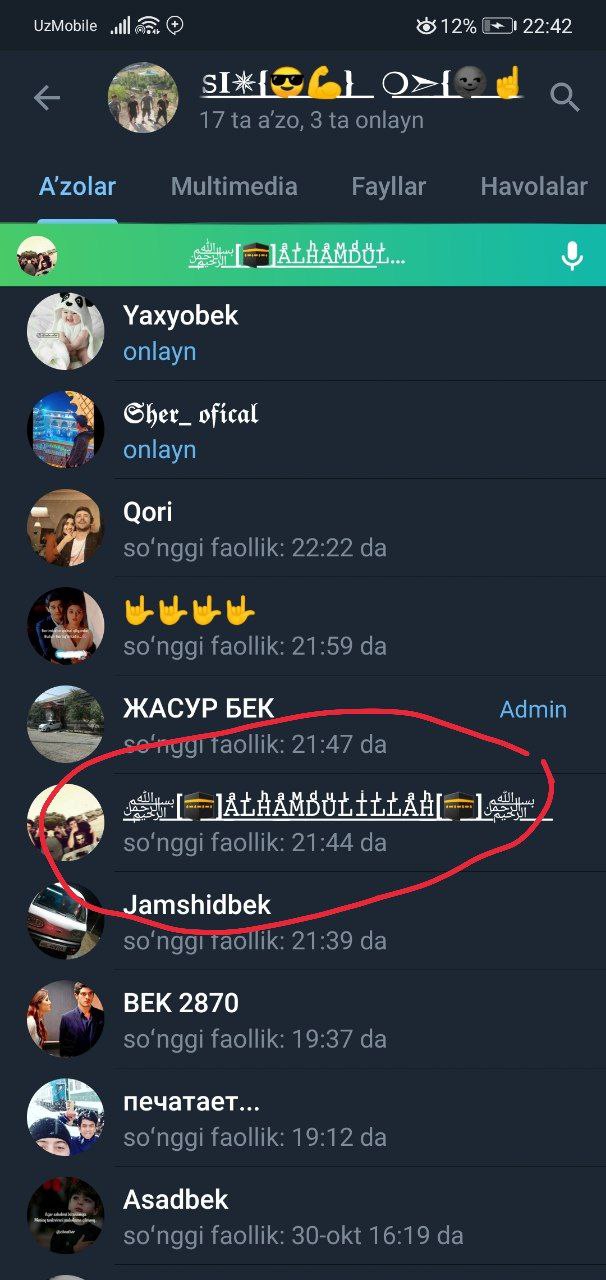 UzMobile 12% 22:42
SI✴{😎💪}_ ❍➣{🌚☝
17 ta a’zo, 3 ta onlayn
A’zolar Multimedia Fayllar Havolalar
﷽[🕋]ALHAMDUL...
Yaxyobek
onlayn
𝕾𝖍𝖊𝖗_ 𝖔𝖋𝖎𝖈𝖆𝖑
onlayn
Qori
so‘nggi faollik: 22:22 da
🤟🤟🤟🤟
so‘nggi faollik: 21:59 da
ЖАСУР БЕК Admin
so‘nggi faollik: 21:47 da
﷽[🕋]ALHAMDULILLAH[🕋]﷽
so‘nggi faollik: 21:44 da
Jamshidbek
so‘nggi faollik: 21:39 da
BEK 2870
so‘nggi faollik: 19:37 da
печатает...
so‘nggi faollik: 19:12 da
Asadbek
so‘nggi faollik: 30-okt 16:19 da